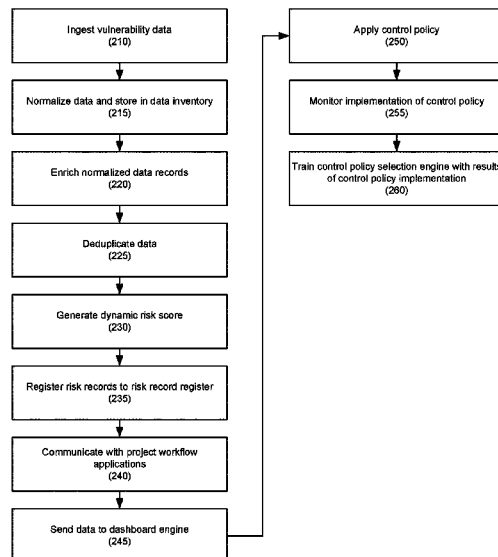 Ingest vulnerability data
(210)
Normalize data and store in data inventory
(215)
Enrich normalized data records
(220)
Deduplicate data
(225)
Generate dynamic risk score
(230)
Register risk records to risk record register
(235)
Communicate with project workflow
applications
(240)
Send data to dashboard engine
(245)
Apply control policy
(250)
Monitor implementation of control policy
(255)
Train control policy selection engine with results
of control policy implementation
(260)